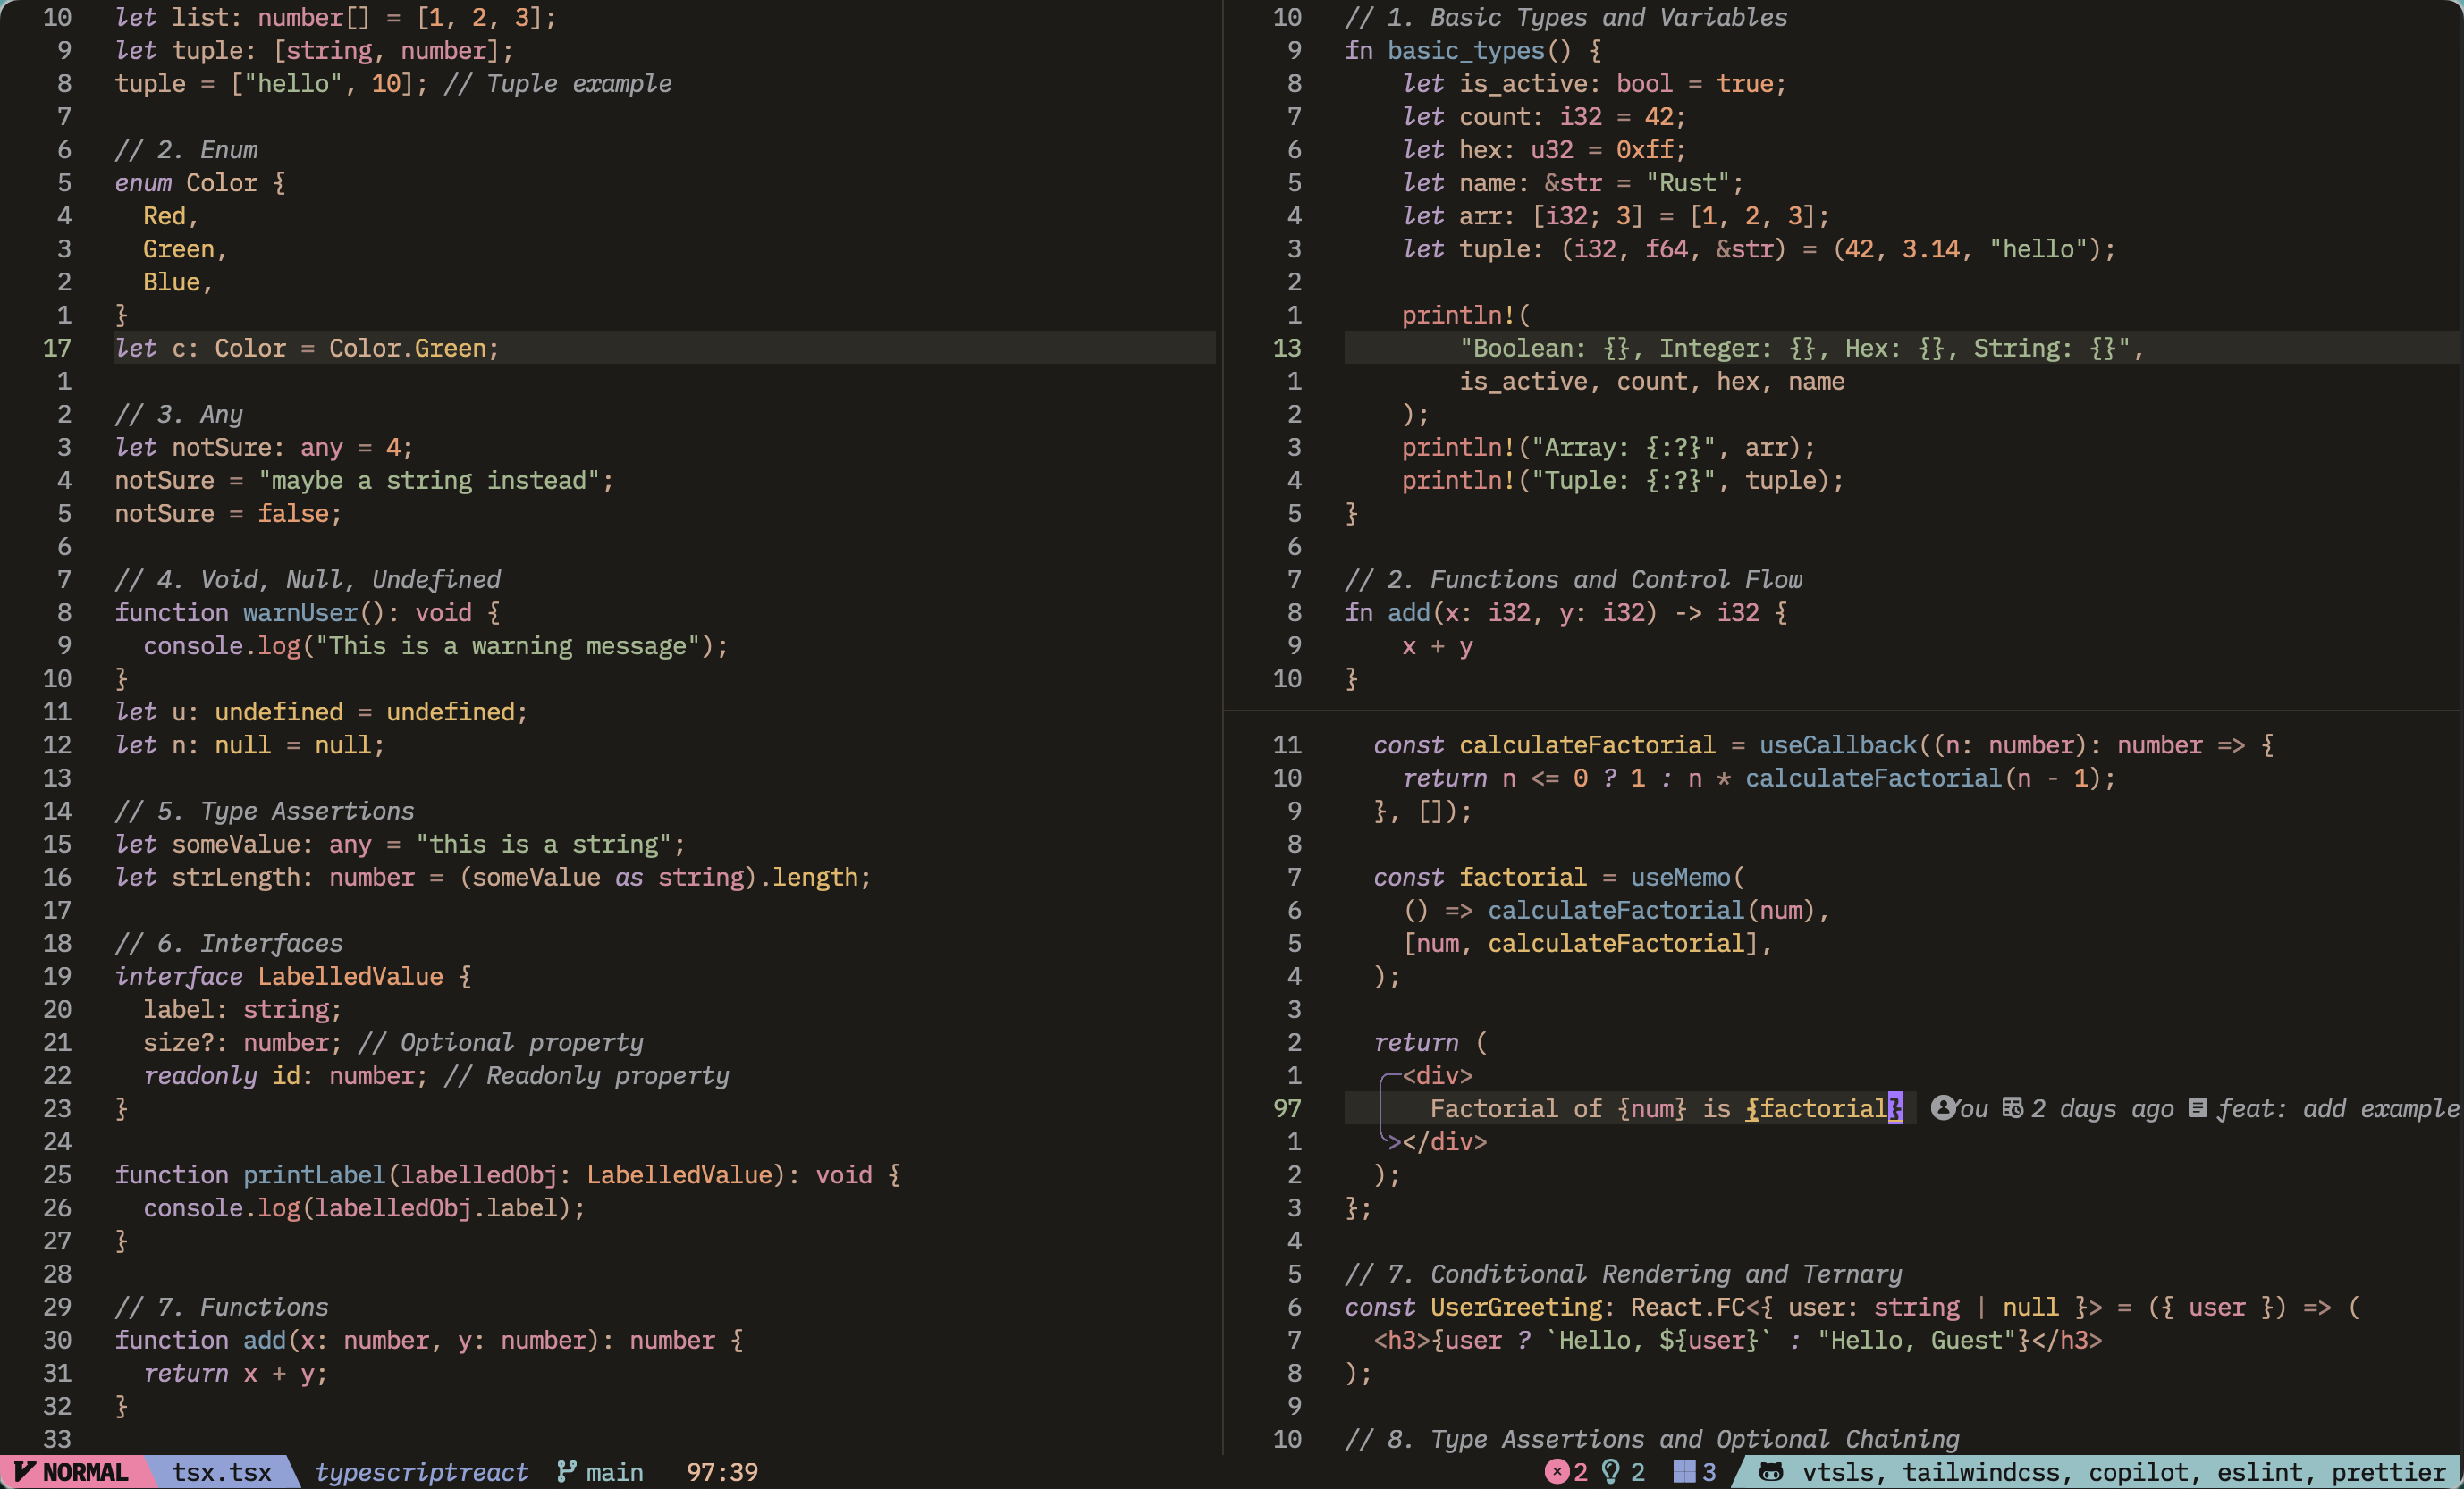 10 let list: number[] = [1, 2, 3];
9 let tuple: [string, number];
8 tuple = ["hello", 10]; // Tuple example
7
6 // 2. Enum
5 enum Color {
4   Red,
3   Green,
2   Blue,
1 }
17 let c: Color = Color.Green;
1
2 // 3. Any
3 let notSure: any = 4;
4 notSure = "maybe a string instead";
5 notSure = false;
6
7 // 4. Void, Null, Undefined
8 function warnUser(): void {
9   console.log("This is a warning message");
10 }
11 let u: undefined = undefined;
12 let n: null = null;
13
14 // 5. Type Assertions
15 let someValue: any = "this is a string";
16 let strLength: number = (someValue as string).length;
17
18 // 6. Interfaces
19 interface LabelledValue {
20   label: string;
21   size?: number; // Optional property
22   readonly id: number; // Readonly property
23 }
24
25 function printLabel(labelledObj: LabelledValue): void {
26   console.log(labelledObj.label);
27 }
28
29 // 7. Functions
30 function add(x: number, y: number): number {
31   return x + y;
32 }
33
10 // 1. Basic Types and Variables
9 fn basic_types() {
8     let is_active: bool = true;
7     let count: i32 = 42;
6     let hex: u32 = 0xff;
5     let name: &str = "Rust";
4     let arr: [i32; 3] = [1, 2, 3];
3     let tuple: (i32, f64, &str) = (42, 3.14, "hello");
2
1     println!(
13         "Boolean: {}, Integer: {}, Hex: {}, String: {}",
1         is_active, count, hex, name
2     );
3     println!("Array: {:?}", arr);
4     println!("Tuple: {:?}", tuple);
5 }
6
7 // 2. Functions and Control Flow
8 fn add(x: i32, y: i32) -> i32 {
9     x + y
10 }
11   const calculateFactorial = useCallback((n: number): number => {
10     return n <= 0 ? 1 : n * calculateFactorial(n - 1);
9   }, []);
8
7   const factorial = useMemo(
6     () => calculateFactorial(num),
5     [num, calculateFactorial],
4   );
3
2   return (
1     <div>
97       Factorial of {num} is {factorial} You 2 days ago feat: add example
1    ></div>
2   );
3 };
4
5 // 7. Conditional Rendering and Ternary
6 const UserGreeting: React.FC<{ user: string | null }> = ({ user }) => (
7   <h3>{user ? `Hello, ${user}` : "Hello, Guest"}</h3>
8 );
9
10 // 8. Type Assertions and Optional Chaining
NORMAL tsx.tsx typescriptreact main 97:39 2 2 3 vtsls, tailwindcss, copilot, eslint, prettier